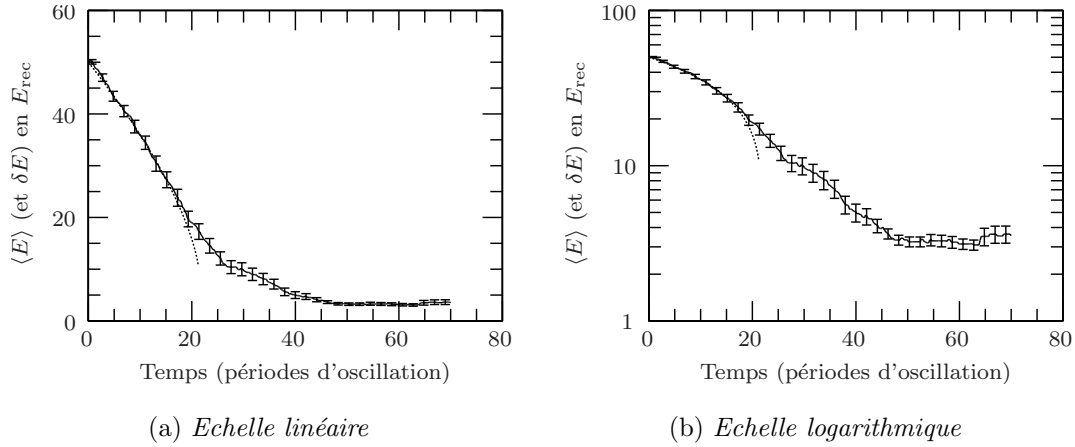 60
40
20
0
0
20
40
60
80
⟨E⟩ (et δE) en E_rec
Temps (périodes d'oscillation)
(a) Echelle linéaire
100
10
1
0
20
40
60
80
⟨E⟩ (et δE) en E_rec
Temps (périodes d'oscillation)
(b) Echelle logarithmique